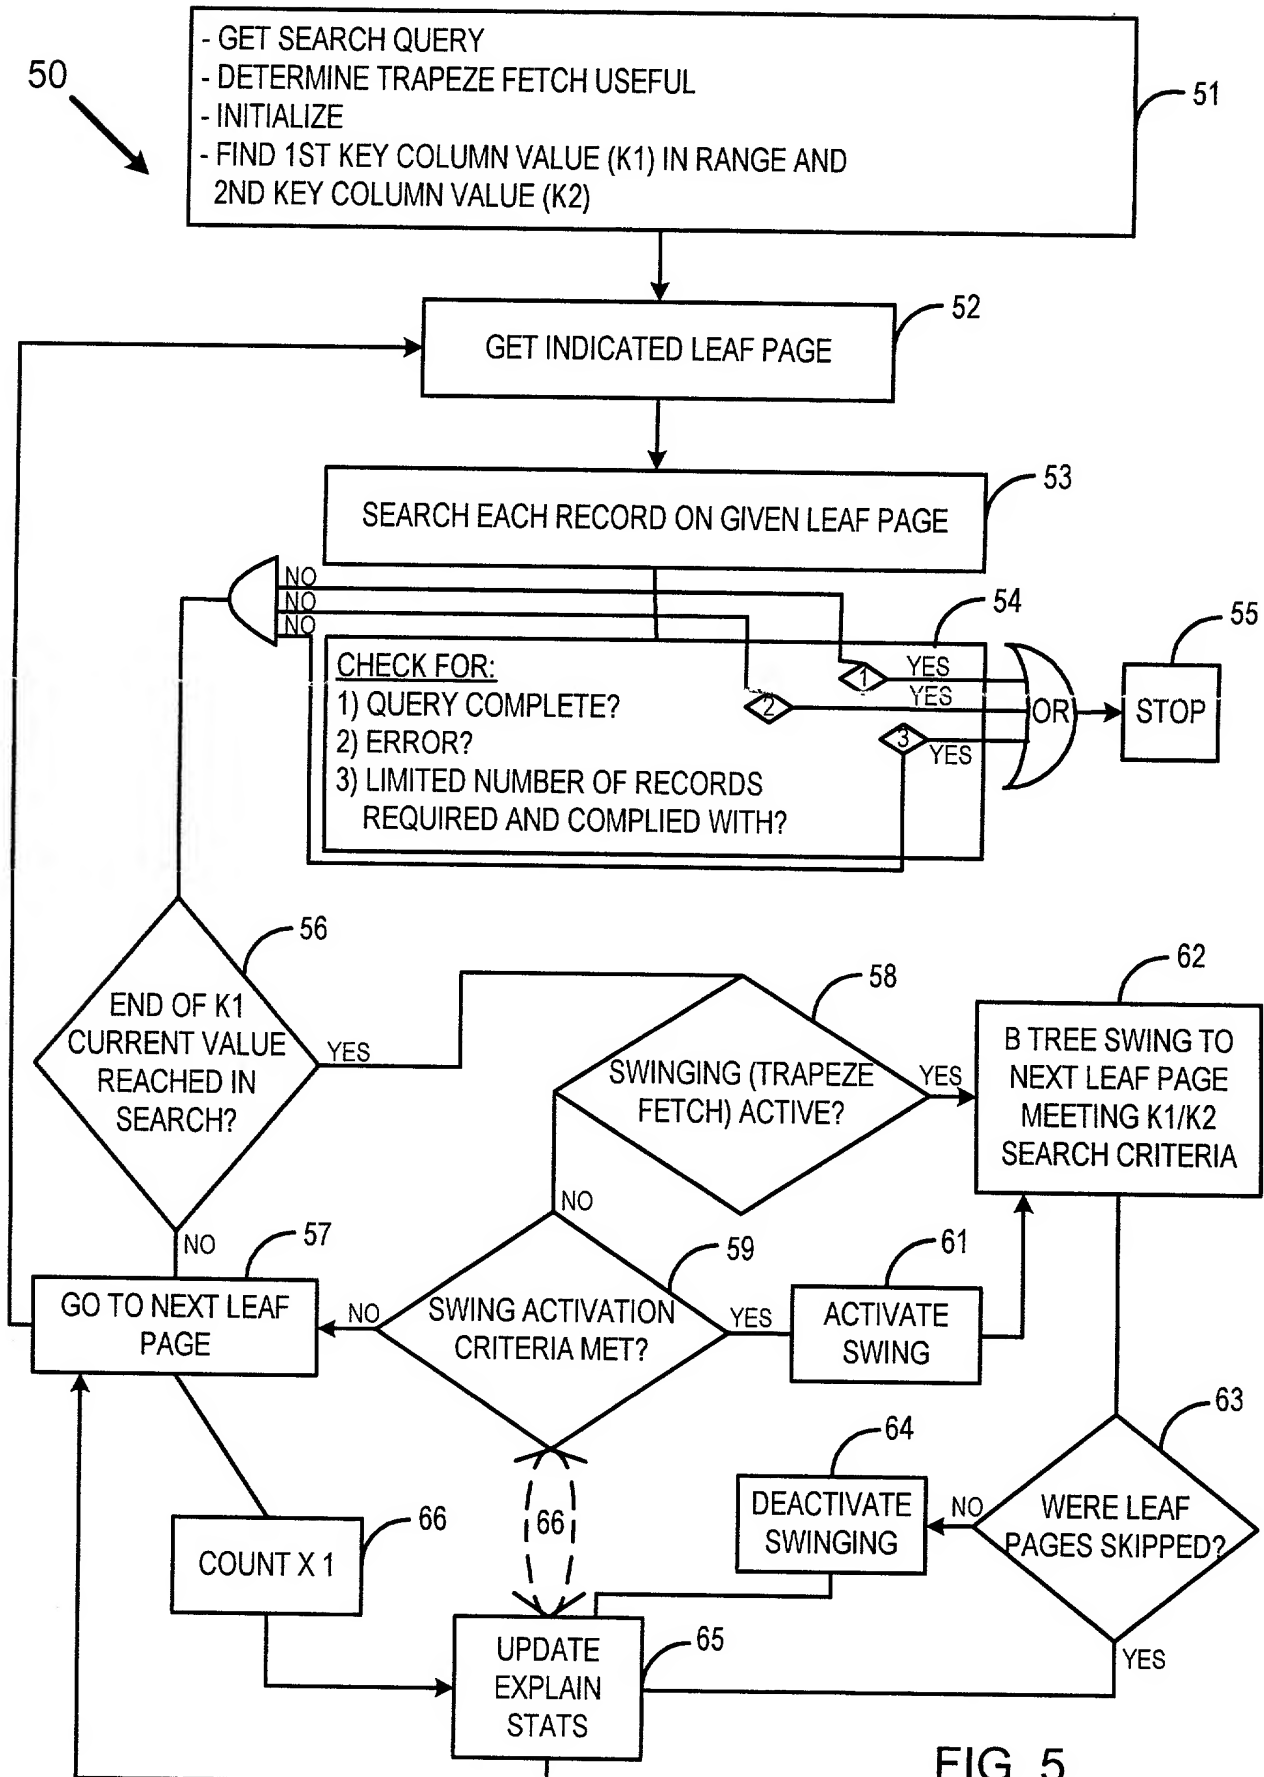 50
- GET SEARCH QUERY
- DETERMINE TRAPEZE FETCH USEFUL
- INITIALIZE
- FIND 1ST KEY COLUMN VALUE (K1) IN RANGE AND
2ND KEY COLUMN VALUE (K2)
51
52
GET INDICATED LEAF PAGE
53
SEARCH EACH RECORD ON GIVEN LEAF PAGE
NO
NO
NO
54
55
CHECK FOR:
1) QUERY COMPLETE?
2) ERROR?
3) LIMITED NUMBER OF RECORDS
REQUIRED AND COMPLIED WITH?
1
YES
2
YES
3
YES
OR
STOP
56
END OF K1
CURRENT VALUE
REACHED IN
SEARCH?
YES
NO
58
SWINGING (TRAPEZE
FETCH) ACTIVE?
YES
NO
62
B TREE SWING TO
NEXT LEAF PAGE
MEETING K1/K2
SEARCH CRITERIA
57
GO TO NEXT LEAF
PAGE
NO
59
SWING ACTIVATION
CRITERIA MET?
YES
61
ACTIVATE
SWING
63
WERE LEAF
PAGES SKIPPED?
NO
YES
64
DEACTIVATE
SWINGING
66
COUNT X 1
66
65
UPDATE
EXPLAIN
STATS
FIG. 5